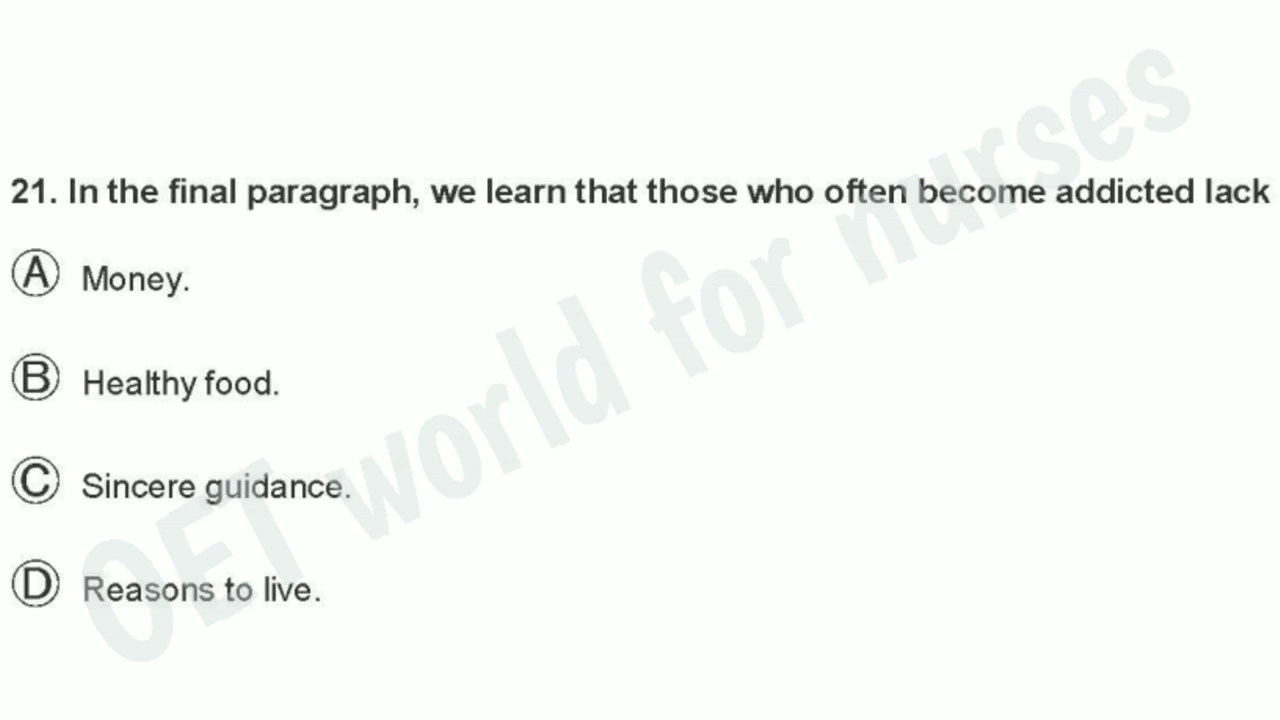 21. In the final paragraph, we learn that those who often become addicted lack
A Money.
B Healthy food.
C Sincere guidance.
D Reasons to live.
OET world for nurses